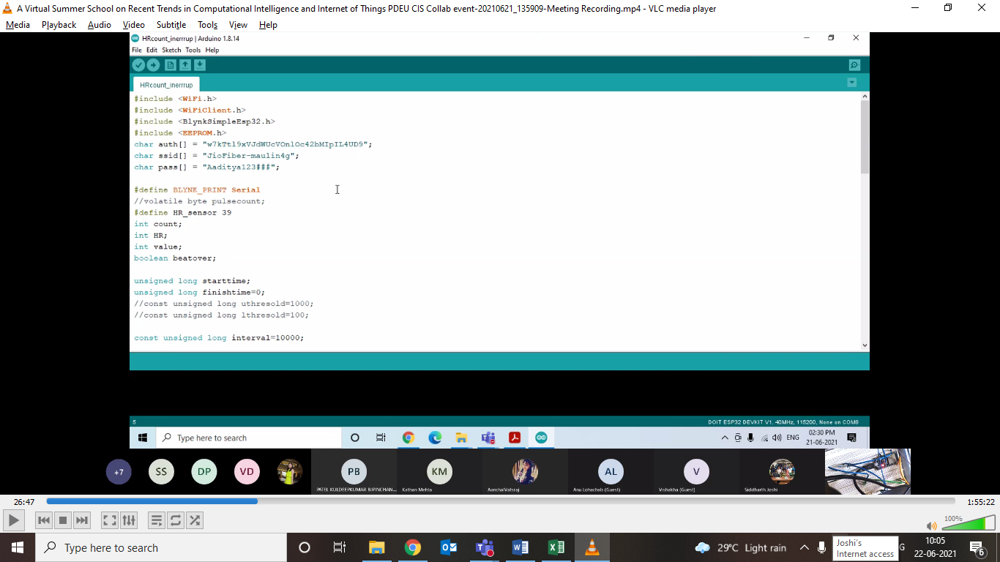 A Virtual Summer School on Recent Trends in Computational Intelligence and Internet of Things PDEU CIS Collab event-20210621_135909-Meeting Recording.mp4 - VLC media player
Media Playback Audio Video Subtitle Tools View Help
HRcount_inerrrup | Arduino 1.8.14
File Edit Sketch Tools Help
HRcount_inerrrup
#include <WiFi.h>
#include <WiFiClient.h>
#include <BlynkSimpleEsp32.h>
#include <EEPROM.h>
char auth[] = "w7kTtl9xVJdWUcVOnlOc42bMIpIL4UD9";
char ssid[] = "JioFiber-maulin4g";
char pass[] = "Aaditya123###";
#define BLYNK_PRINT Serial
//volatile byte pulsecount;
#define HR_sensor 39
int count;
int HR;
int value;
boolean beatover;
unsigned long starttime;
unsigned long finishtime=0;
//const unsigned long uthresold=1000;
//const unsigned long lthresold=100;
const unsigned long interval=10000;
5 DOIT ESP32 DEVKIT V1, 40MHz, 115200, None on COM8
Type here to search
ENG
02:30 PM
21-06-2021
+7 SS DP VD PB KM AL V
PATEL KULDEEPKUMAR BIPINCHAN... Kathan Mehta AanchalVatsraj Anu Lohachab (Guest) Vishakha (Guest) Siddharth Joshi
26:47 1:55:22
100%
Type here to search
29°C Light rain
Joshi's
Internet access
G
10:05
22-06-2021
6